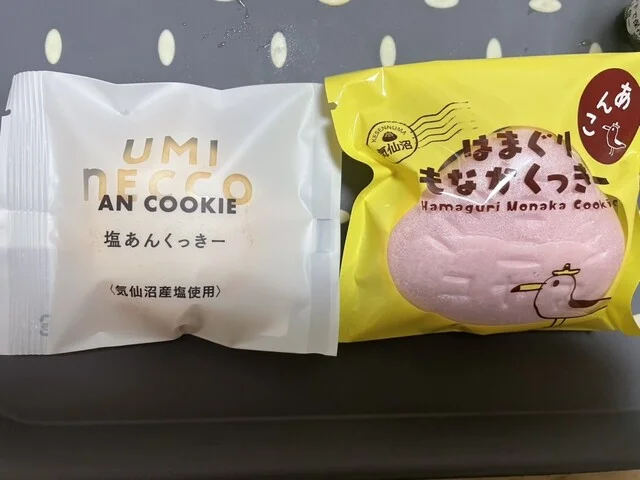 UMI
NECCO
AN COOKIE
塩あんくっきー
〈気仙沼産塩使用〉
KESENNUMA
気仙沼
こしあん
はまぐり
もなかくっきー
Hamaguri Monaka Cookie